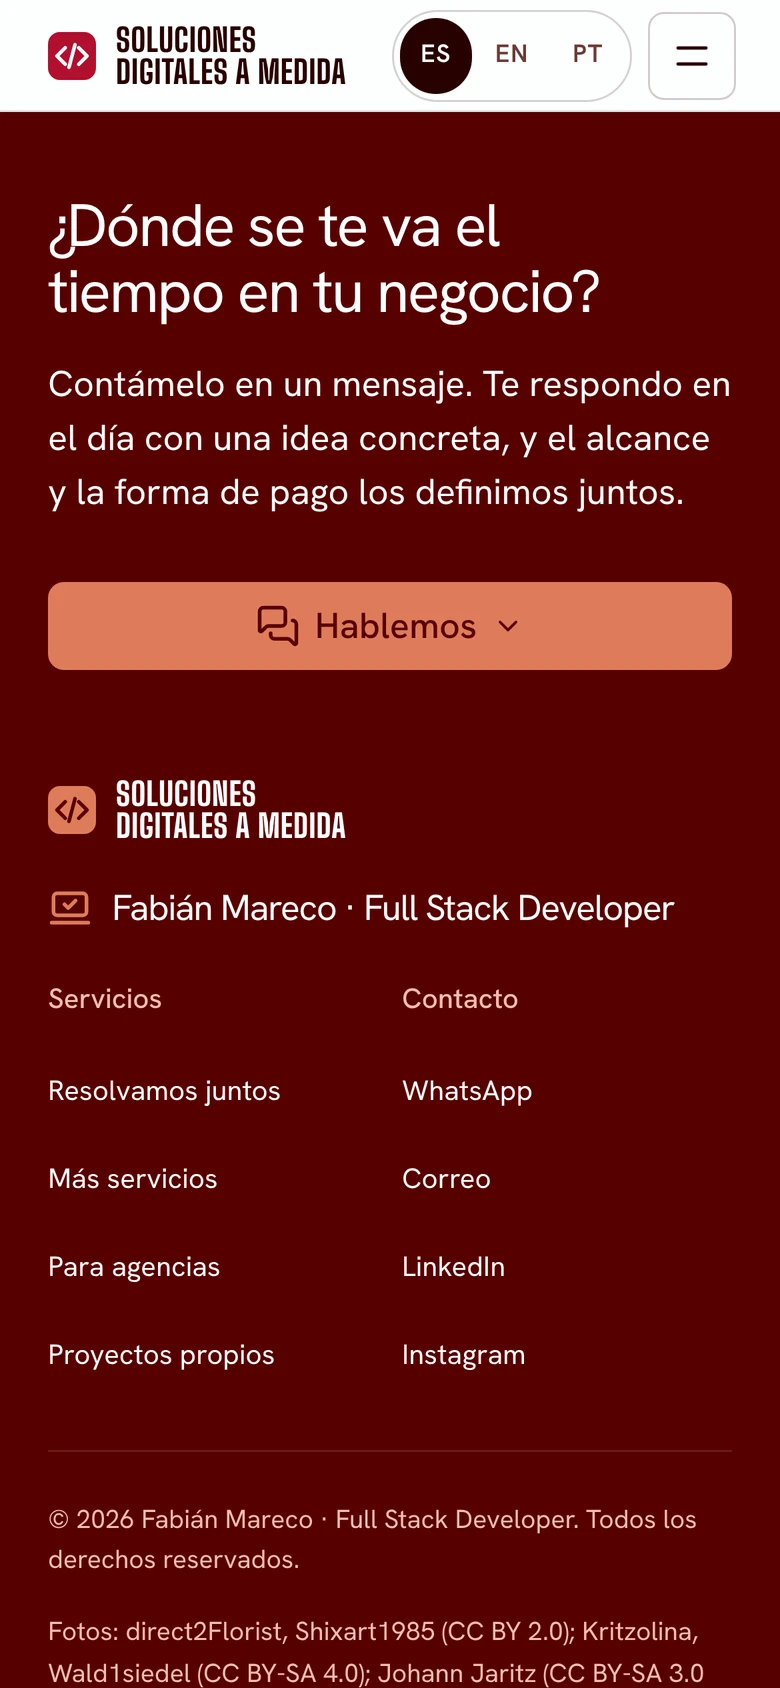 SOLUCIONES
DIGITALES A MEDIDA
ES EN PT
¿Dónde se te va el
tiempo en tu negocio?
Contámelo en un mensaje. Te respondo en
el día con una idea concreta, y el alcance
y la forma de pago los definimos juntos.
Hablemos
SOLUCIONES
DIGITALES A MEDIDA
Fabián Mareco · Full Stack Developer
Servicios
Resolvamos juntos
Más servicios
Para agencias
Proyectos propios
Contacto
WhatsApp
Correo
LinkedIn
Instagram
© 2026 Fabián Mareco · Full Stack Developer. Todos los
derechos reservados.
Fotos: direct2Florist, Shixart1985 (CC BY 2.0); Kritzolina,
Wald1siedel (CC BY-SA 4.0); Johann Jaritz (CC BY-SA 3.0